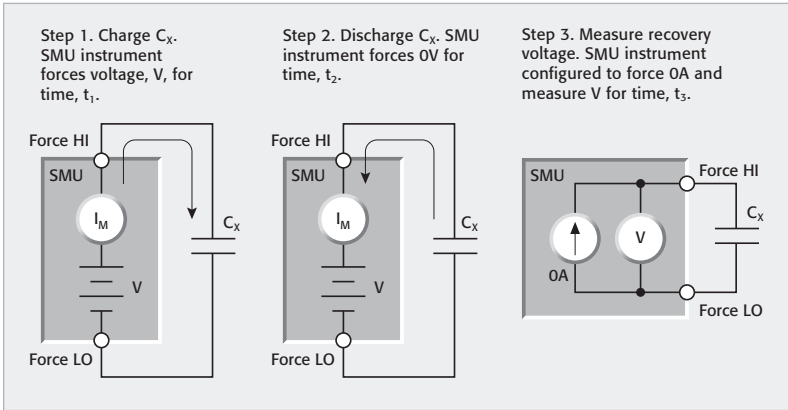 Step 1. Charge Cₓ.
SMU instrument
forces voltage, V, for
time, t₁.
Force HI
SMU
Iᴍ
V
Cₓ
Force LO
Step 2. Discharge Cₓ. SMU
instrument forces 0V for
time, t₂.
Force HI
SMU
Iᴍ
V
Cₓ
Force LO
Step 3. Measure recovery
voltage. SMU instrument
configured to force 0A and
measure V for time, t₃.
SMU
Force HI
V
Cₓ
0A
Force LO